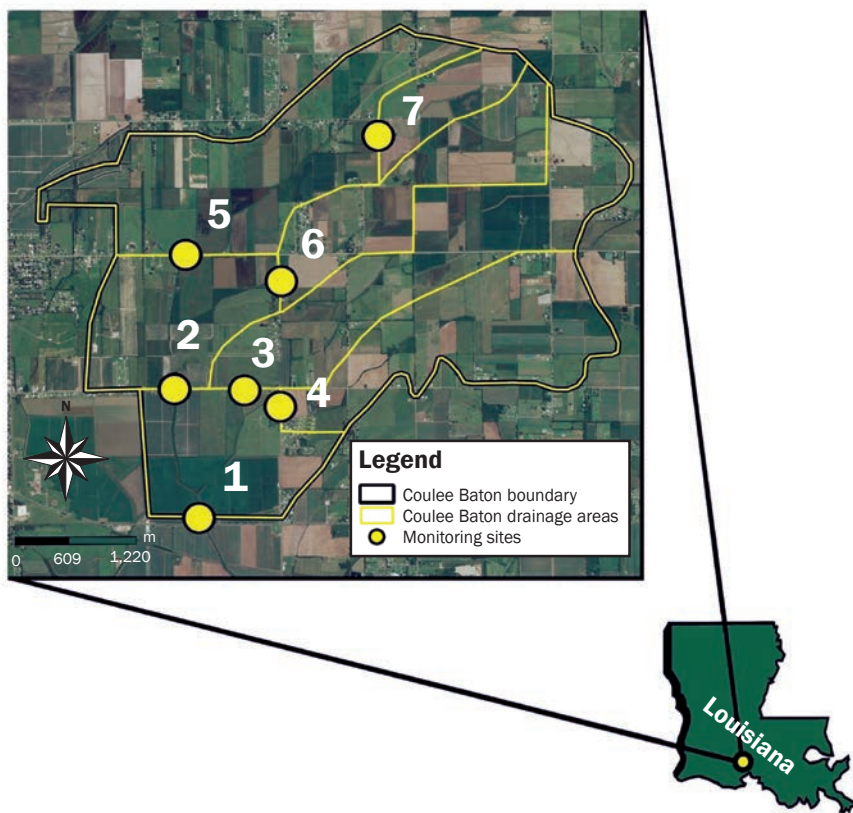 7
5
6
2
3
4
1
N
m
0 609 1,220
Legend
Coulee Baton boundary
Coulee Baton drainage areas
Monitoring sites
Louisiana